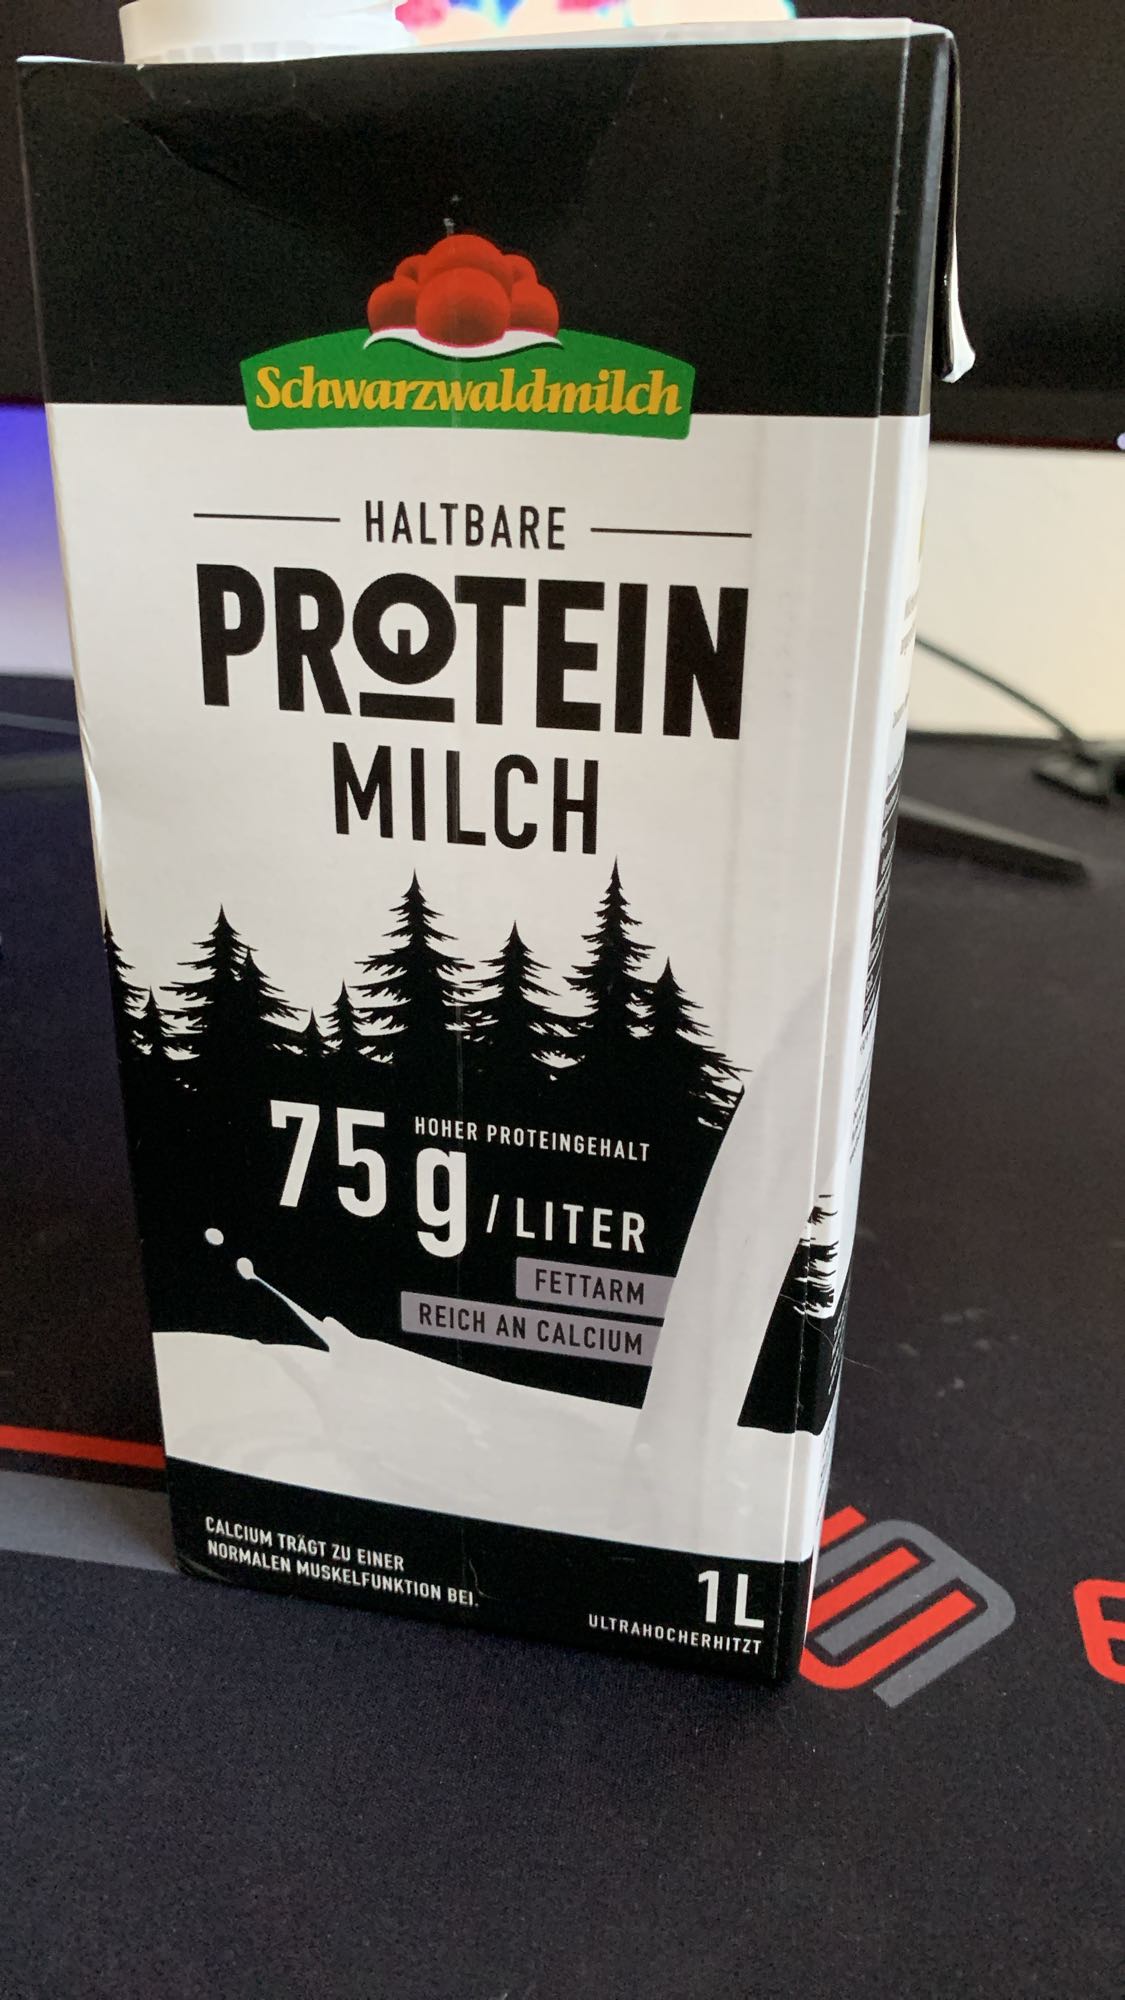 Schwarzwaldmilch
HALTBARE
PROTEIN
MILCH
75 g / LITER
HOHER PROTEINGEHALT
FETTARM
REICH AN CALCIUM
CALCIUM TRÄGT ZU EINER
NORMALEN MUSKELFUNKTION BEI.
1L
ULTRAHOCHERHITZT